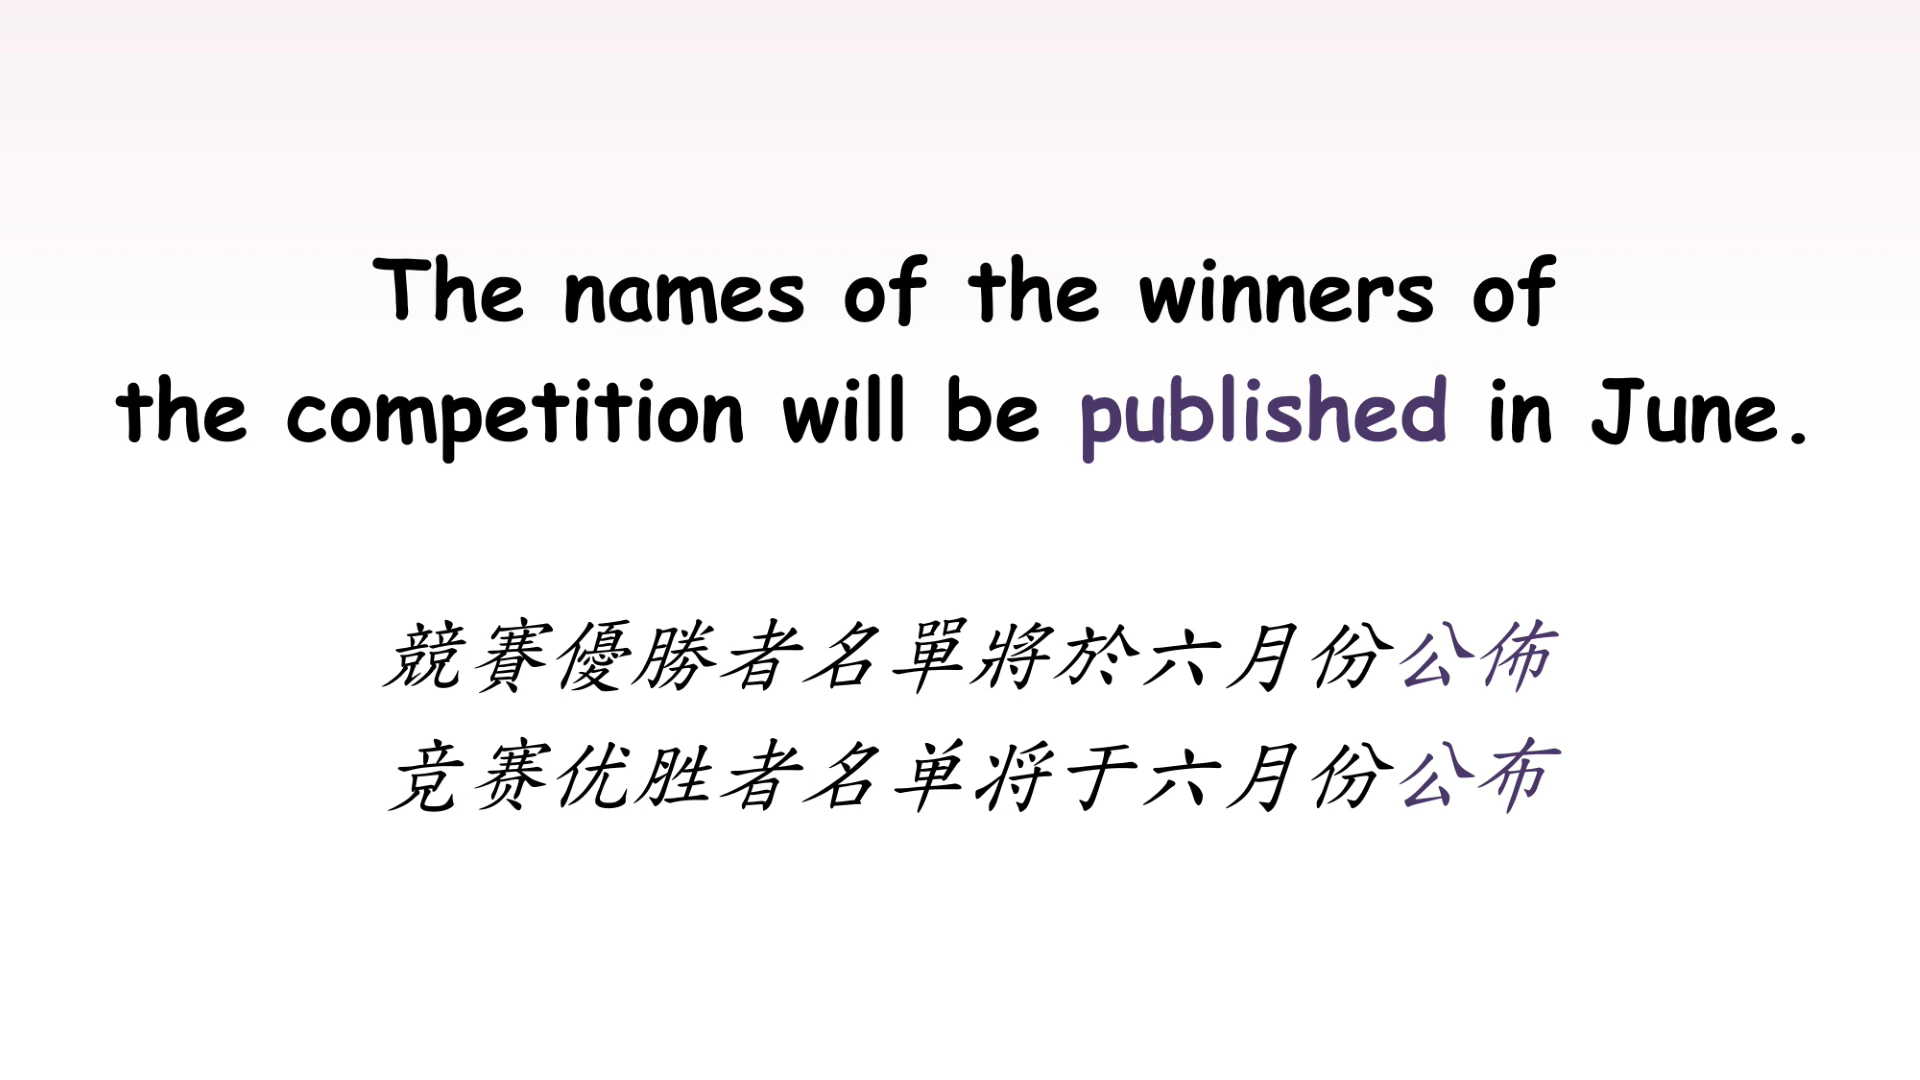 The names of the winners of
the competition will be published in June.
競賽優勝者名單將於六月份公佈
竞赛优胜者名单将于六月份公布